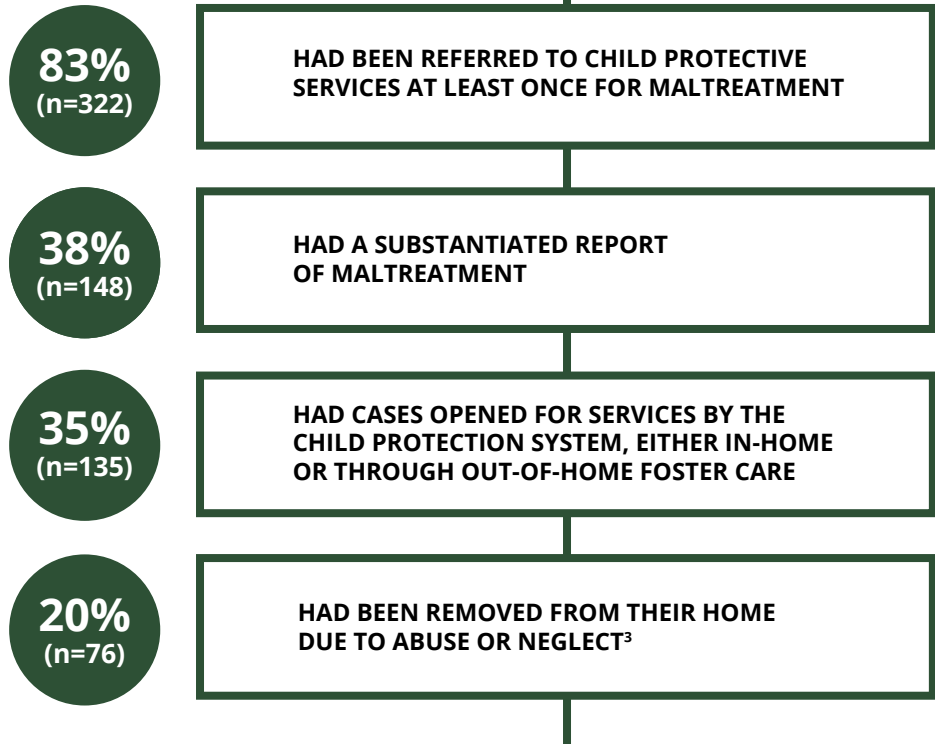 83%
(n=322)
HAD BEEN REFERRED TO CHILD PROTECTIVE
SERVICES AT LEAST ONCE FOR MALTREATMENT
38%
(n=148)
HAD A SUBSTANTIATED REPORT
OF MALTREATMENT
35%
(n=135)
HAD CASES OPENED FOR SERVICES BY THE
CHILD PROTECTION SYSTEM, EITHER IN-HOME
OR THROUGH OUT-OF-HOME FOSTER CARE
20%
(n=76)
HAD BEEN REMOVED FROM THEIR HOME
DUE TO ABUSE OR NEGLECT³